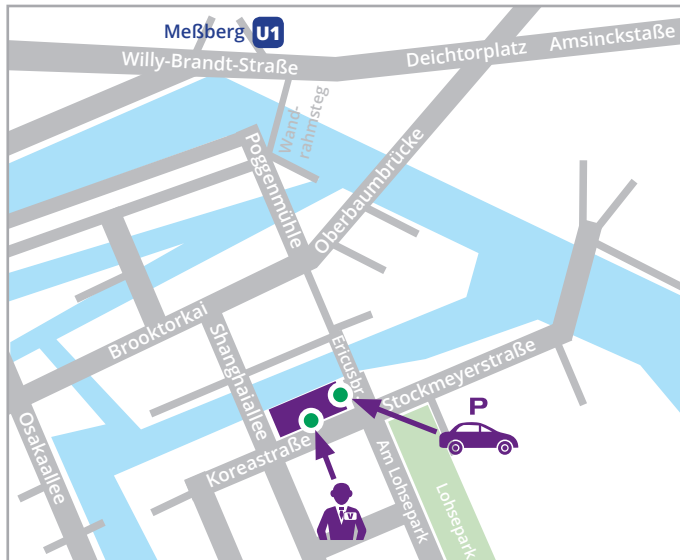 Meßberg U1
Willy-Brandt-Straße
Deichtorplatz
Amsinckstaße
Wand-
rahmsteg
Poggenmühle
Oberbaumbrücke
Brooktorkai
Shanghaiallee
Ericusbr.
Stockmeyerstraße
P
Osakaallee
Koreastraße
Am Lohsepark
Lohsepark
V